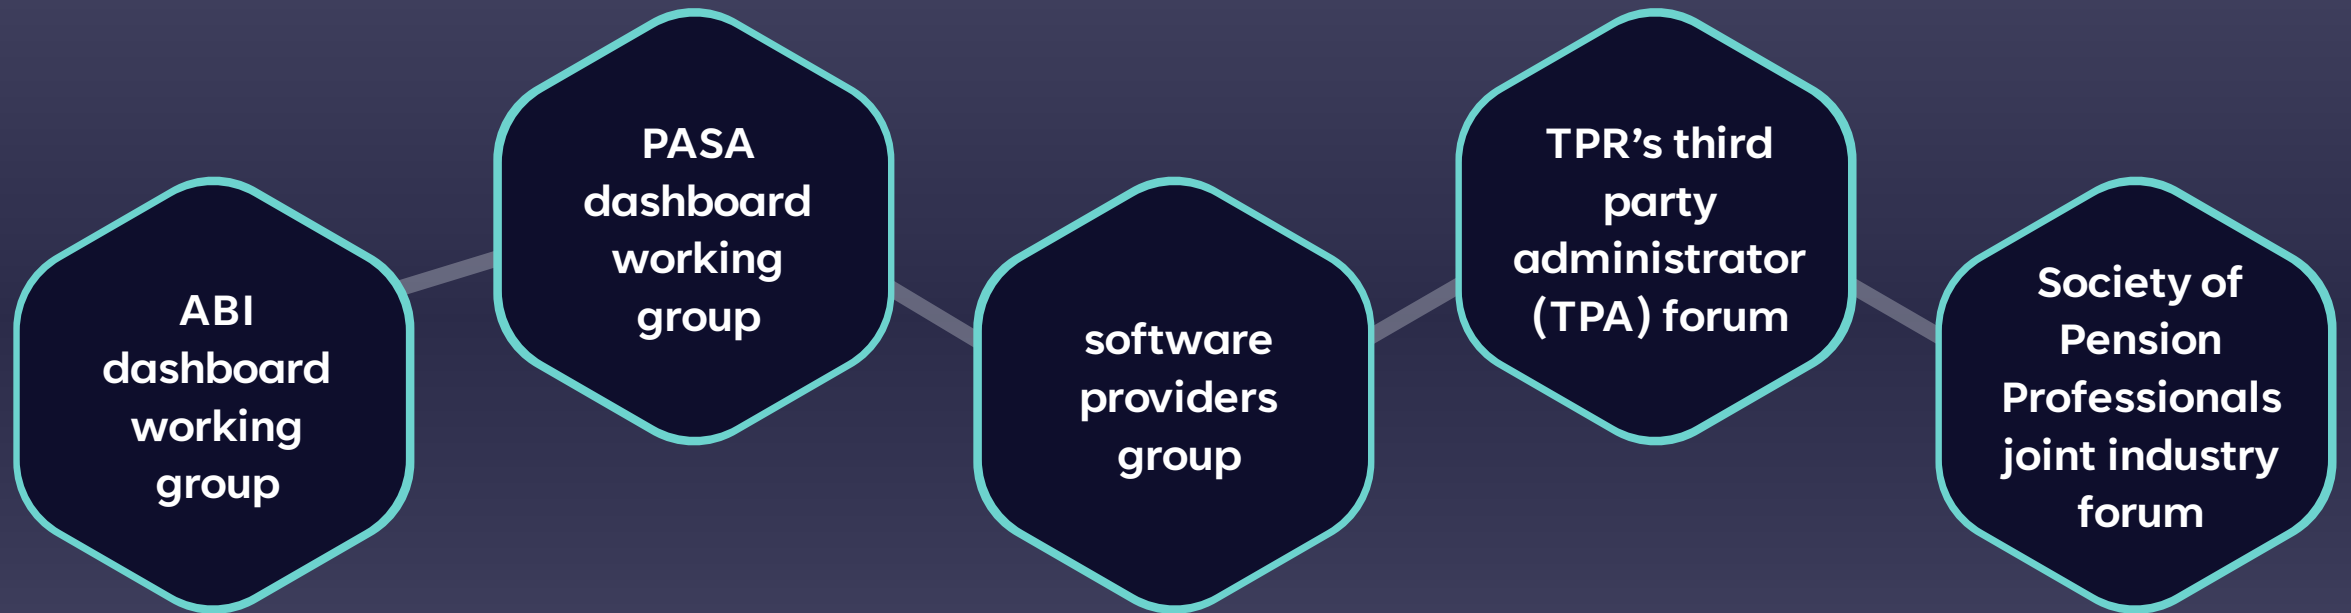 ABI
dashboard
working
group
PASA
dashboard
working
group
software
providers
group
TPR’s third
party
administrator
(TPA) forum
Society of
Pension
Professionals
joint industry
forum